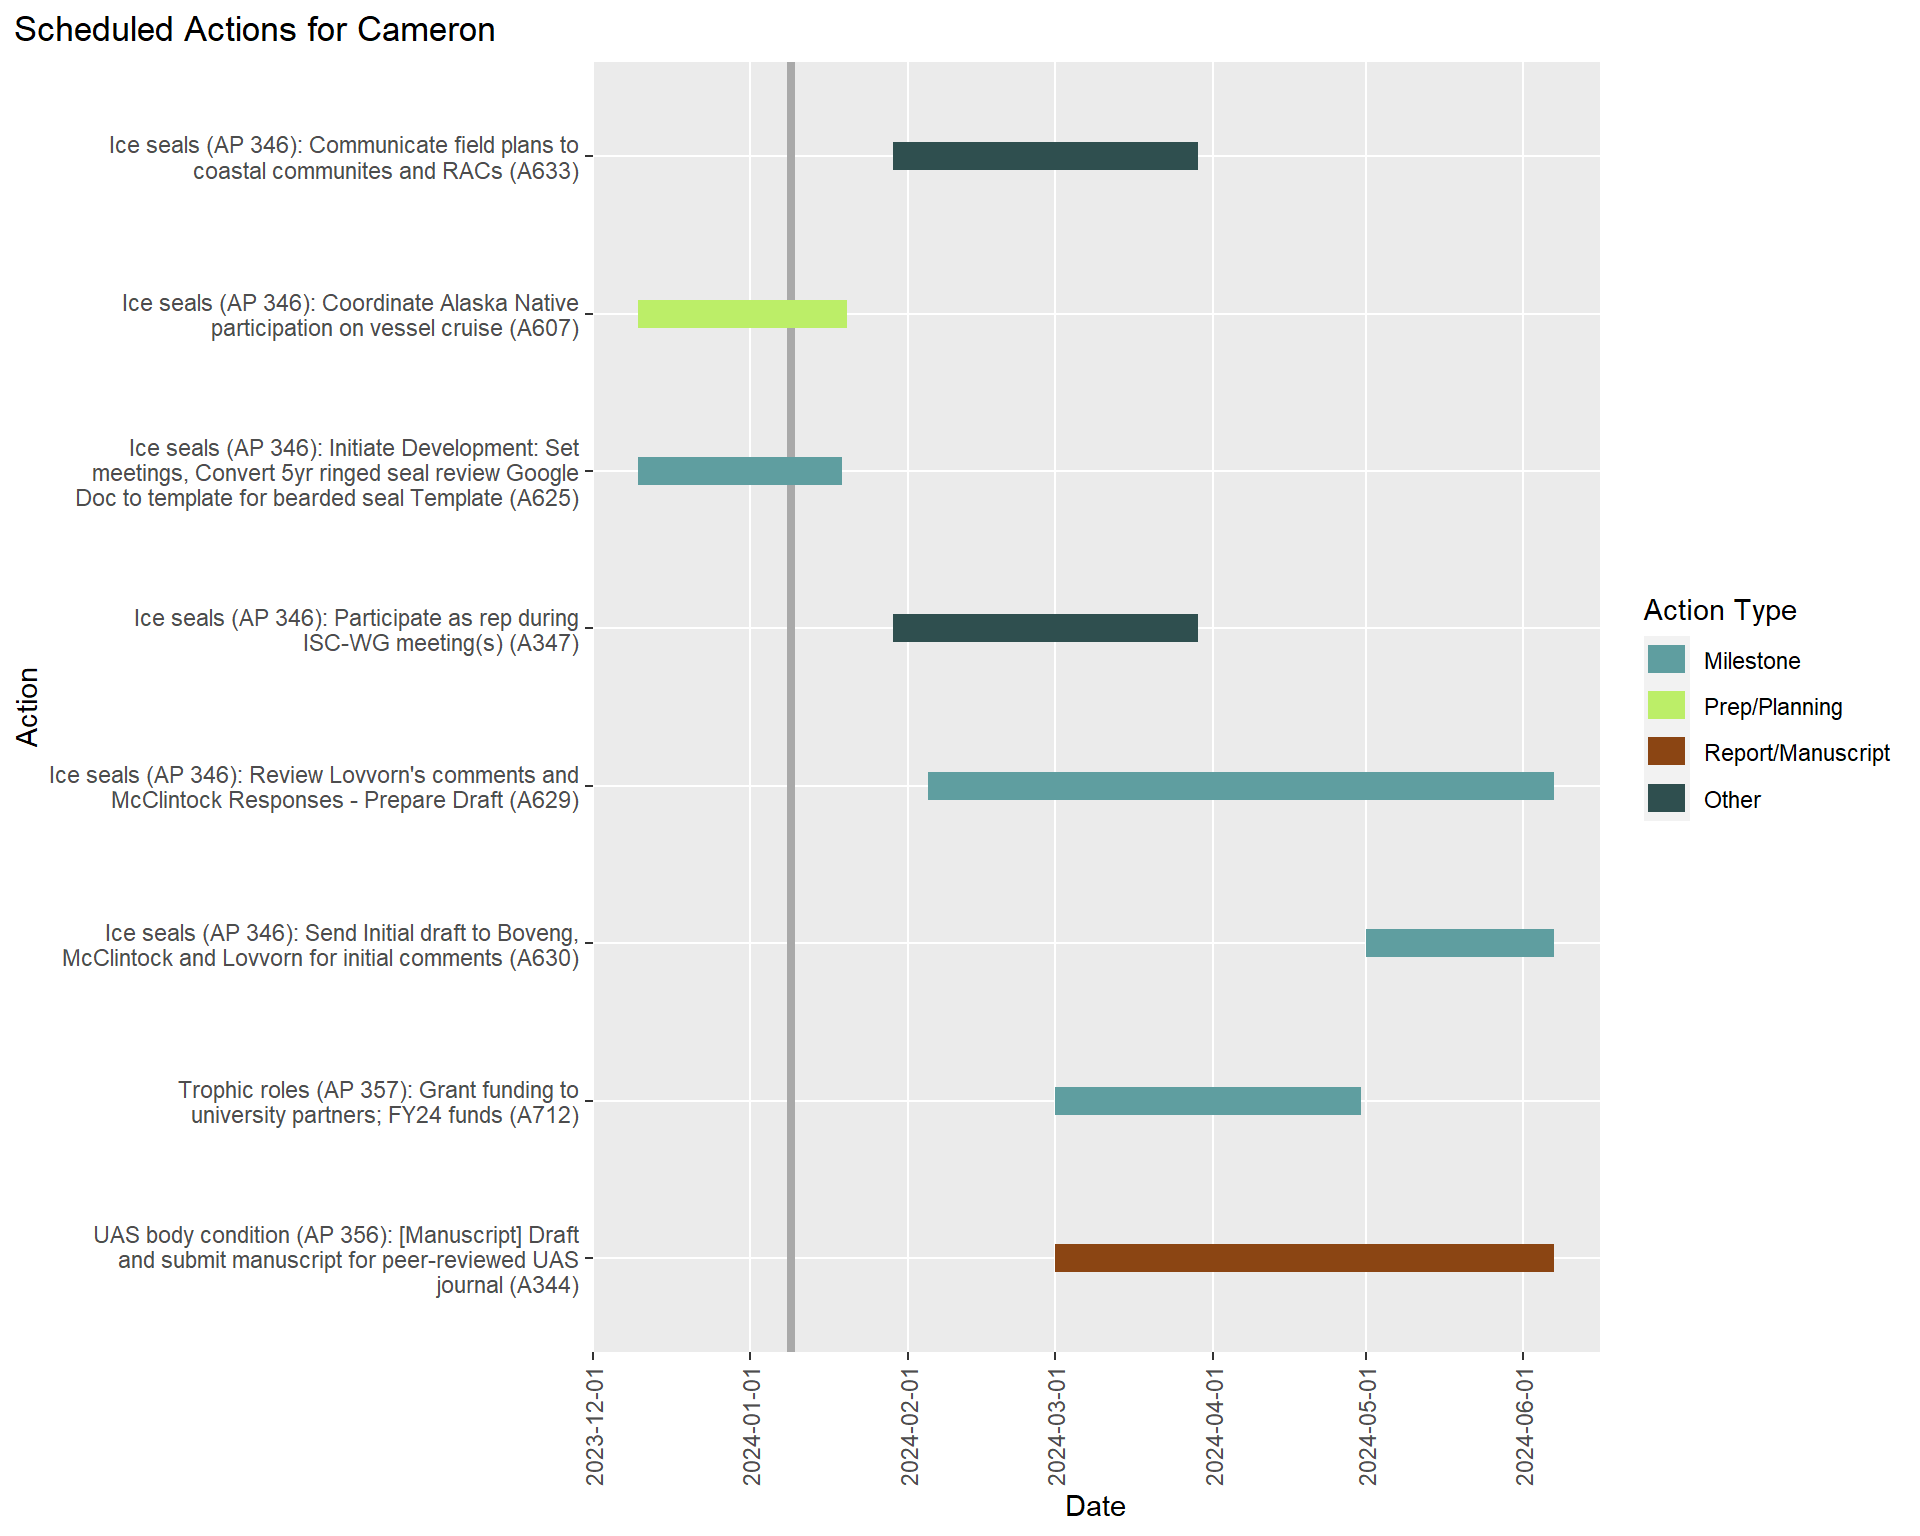 Scheduled Actions for Cameron
Ice seals (AP 346): Communicate field plans to
coastal communites and RACs (A633)
Ice seals (AP 346): Coordinate Alaska Native
participation on vessel cruise (A607)
Ice seals (AP 346): Initiate Development: Set
meetings, Convert 5yr ringed seal review Google
Doc to template for bearded seal Template (A625)
Ice seals (AP 346): Participate as rep during
ISC-WG meeting(s) (A347)
Ice seals (AP 346): Review Lovvorn's comments and
McClintock Responses - Prepare Draft (A629)
Ice seals (AP 346): Send Initial draft to Boveng,
McClintock and Lovvorn for initial comments (A630)
Trophic roles (AP 357): Grant funding to
university partners; FY24 funds (A712)
UAS body condition (AP 356): [Manuscript] Draft
and submit manuscript for peer-reviewed UAS
journal (A344)
Action
2023-12-01
2024-01-01
2024-02-01
2024-03-01
2024-04-01
2024-05-01
2024-06-01
Date
Action Type
Milestone
Prep/Planning
Report/Manuscript
Other